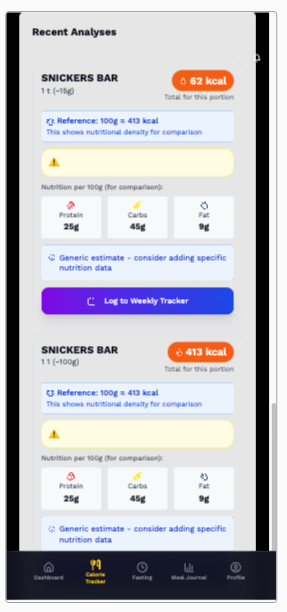 Recent Analyses
SNICKERS BAR
62 kcal
1 t (~15g)
Total for this portion
Reference: 100g = 413 kcal
This shows nutritional density for comparison
Nutrition per 100g (for comparison):
Protein Carbs Fat
25g 45g 9g
Generic estimate - consider adding specific
nutrition data
Log to Weekly Tracker
SNICKERS BAR
413 kcal
1 1 (~100g)
Total for this portion
Reference: 100g = 413 kcal
This shows nutritional density for comparison
Nutrition per 100g (for comparison):
Protein Carbs Fat
25g 45g 9g
Generic estimate - consider adding specific
nutrition data
Dashboard Calorie Tracker Fasting Meal Journal Profile